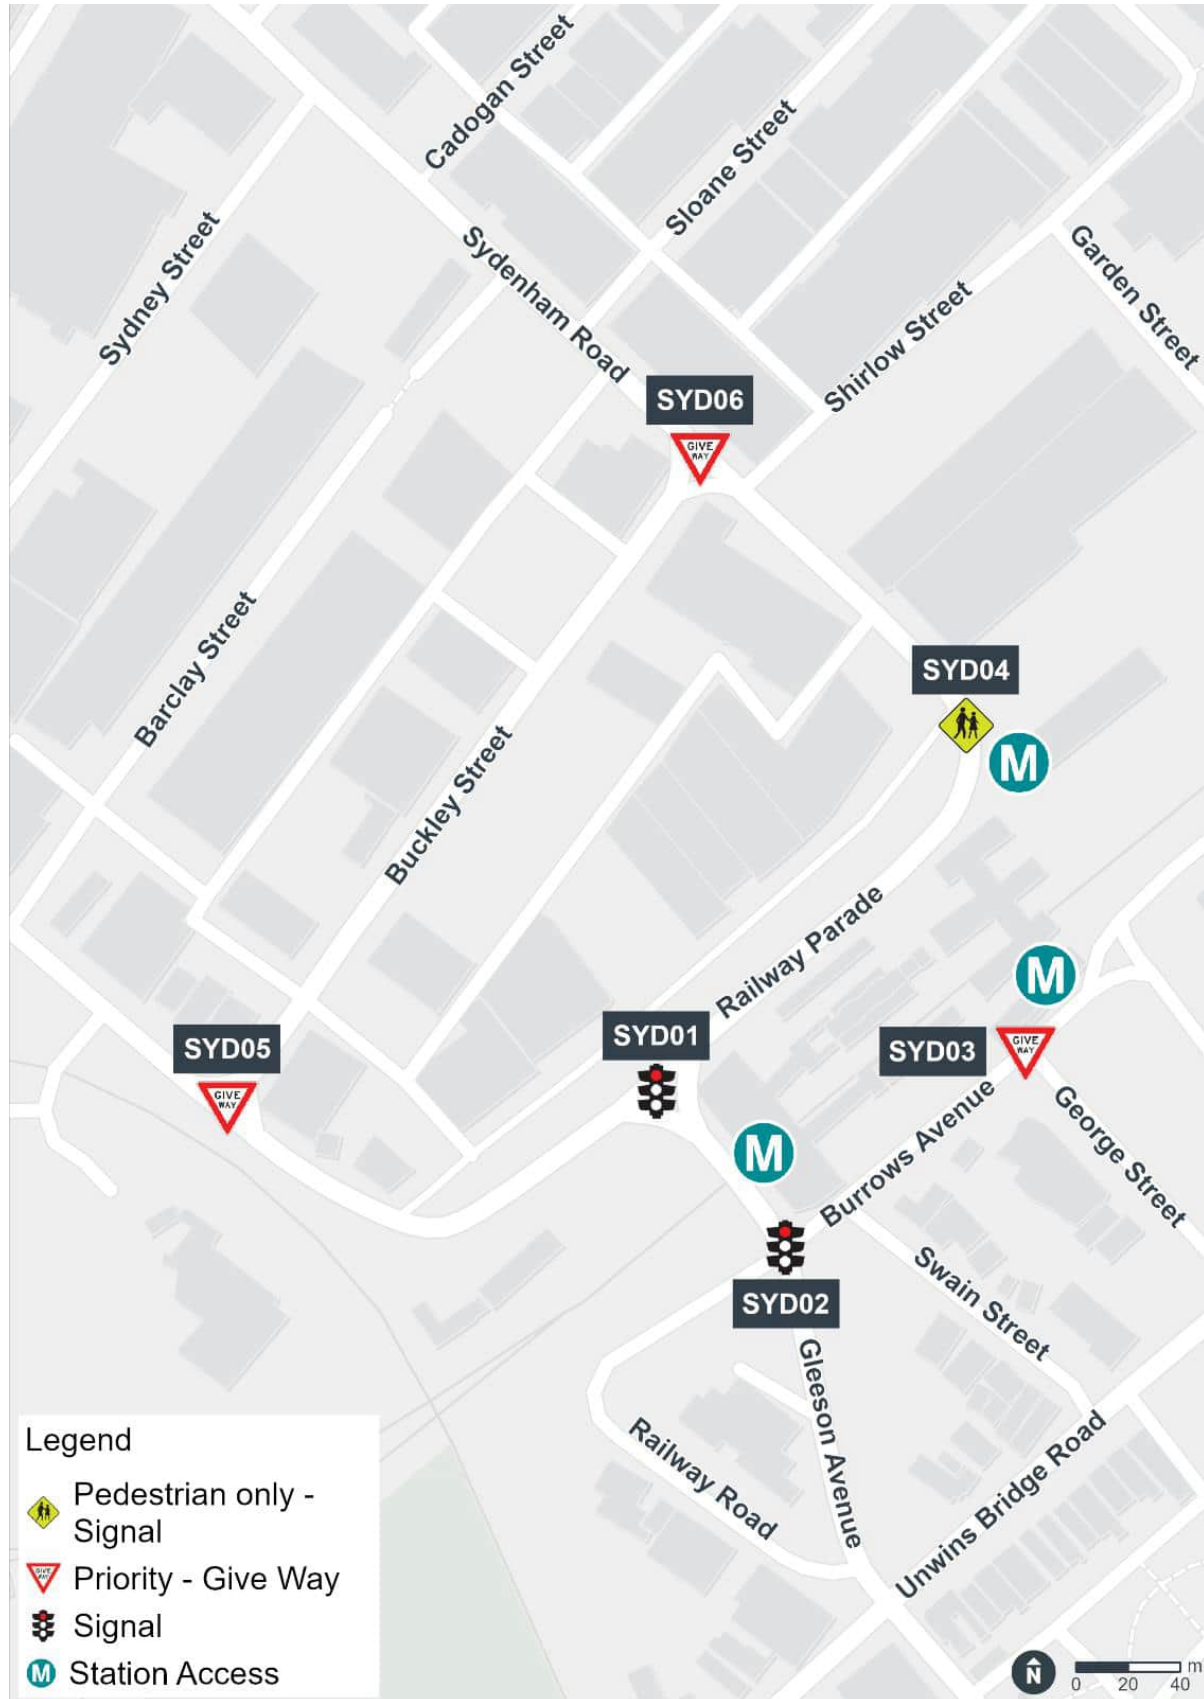 Cadogan Street
Sloane Street
Sydney Street
Sydenham Road
Garden Street
Shirlow Street
SYD06
GIVE
WAY
Barclay Street
SYD04
M
Buckley Street
Railway Parade
M
SYD05
GIVE
WAY
SYD01
SYD03
GIVE
WAY
M
Burrows Avenue
George Street
SYD02
Swain Street
Gleeson Avenue
Railway Road
Unwins Bridge Road
Legend
Pedestrian only -
Signal
GIVE
WAY
Priority - Give Way
Signal
M
Station Access
N
m
0 20 40